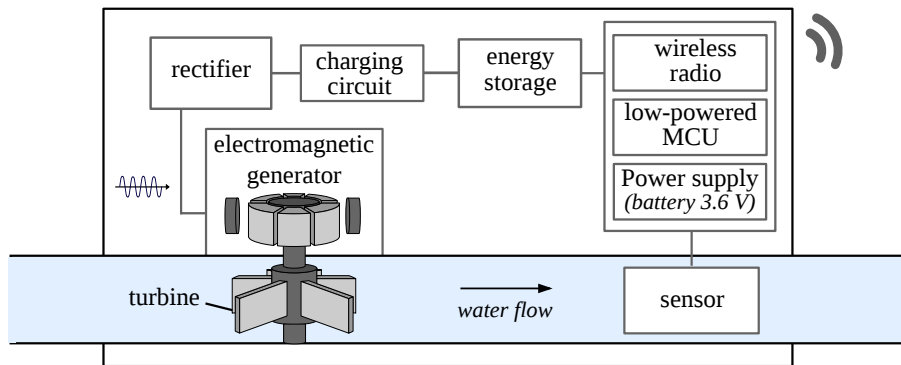 rectifier
charging
circuit
energy
storage
wireless
radio
low-powered
MCU
Power supply
(battery 3.6 V)
electromagnetic
generator
turbine
water flow
sensor